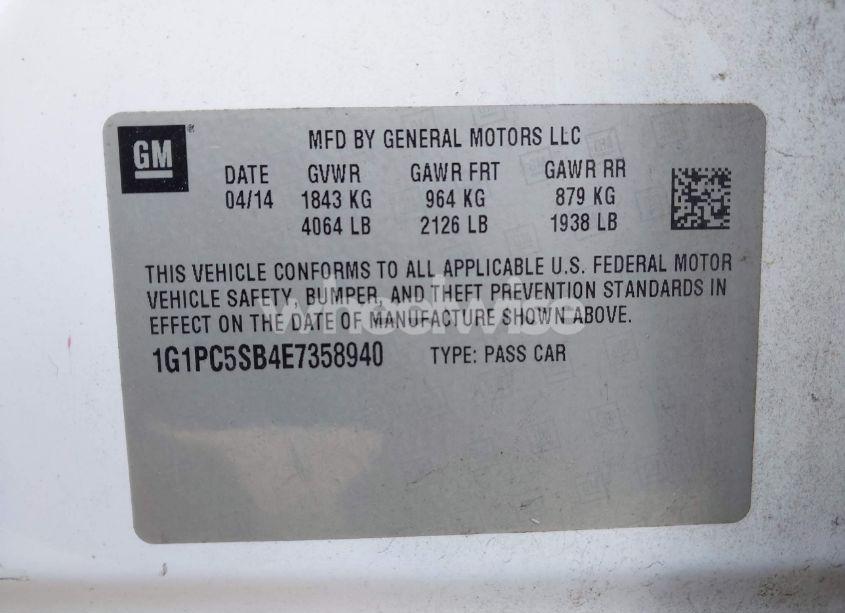 GM
MFD BY GENERAL MOTORS LLC
DATE GVWR GAWR FRT GAWR RR
04/14 1843 KG 964 KG 879 KG
4064 LB 2126 LB 1938 LB
THIS VEHICLE CONFORMS TO ALL APPLICABLE U.S. FEDERAL MOTOR
VEHICLE SAFETY, BUMPER, AND THEFT PREVENTION STANDARDS IN
EFFECT ON THE DATE OF MANUFACTURE SHOWN ABOVE.
wheelwise
1G1PC5SB4E7358940 TYPE: PASS CAR